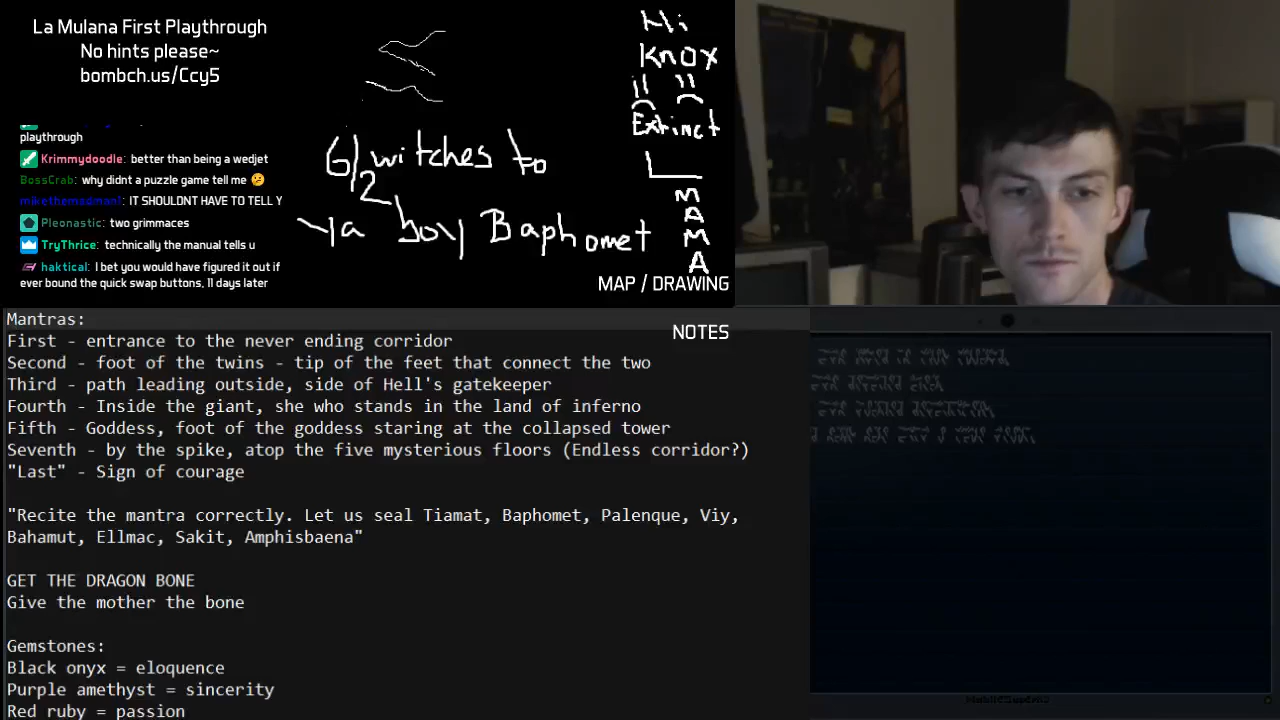 La Mulana First Playthrough
No hints please~
bombch.us/Ccy5
playthrough
Krimmydoodle: better than being a wedjet
BossCrab: why didnt a puzzle game tell me
mikethemadman1: IT SHOULDNT HAVE TO TELL Y
Pleonastic: two grimmaces
TryThrice: technically the manual tells u
haktical: I bet you would have figured it out if
ever bound the quick swap buttons, 11 days later
6/2 witches to
ya boy Baphomet
Hi
Knox
Extinct
L
M
A
M
A
MAP / DRAWING
NOTES
Mantras:
First - entrance to the never ending corridor
Second - foot of the twins - tip of the feet that connect the two
Third - path leading outside, side of Hell's gatekeeper
Fourth - Inside the giant, she who stands in the land of inferno
Fifth - Goddess, foot of the goddess staring at the collapsed tower
Seventh - by the spike, atop the five mysterious floors (Endless corridor?)
"Last" - Sign of courage
"Recite the mantra correctly. Let us seal Tiamat, Baphomet, Palenque, Viy,
Bahamut, Ellmac, Sakit, Amphisbaena"
GET THE DRAGON BONE
Give the mother the bone
Gemstones:
Black onyx = eloquence
Purple amethyst = sincerity
Red ruby = passion